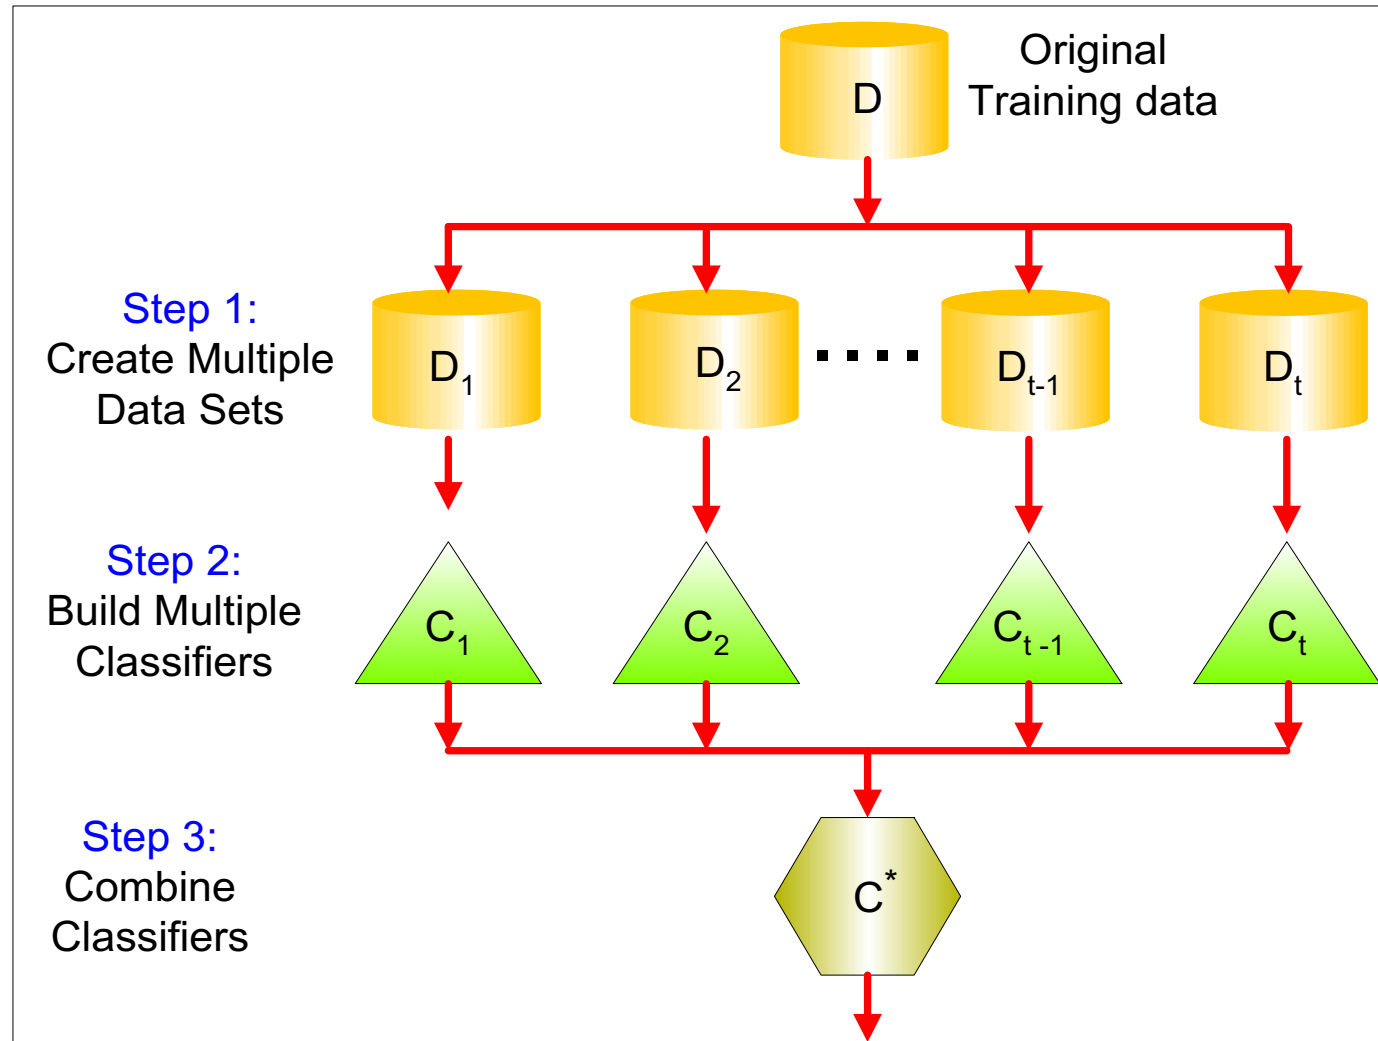 Original
Training data
D
Step 1:
Create Multiple
Data Sets
D1
D2
....
Dt-1
Dt
Step 2:
Build Multiple
Classifiers
C1
C2
Ct -1
Ct
Step 3:
Combine
Classifiers
C*